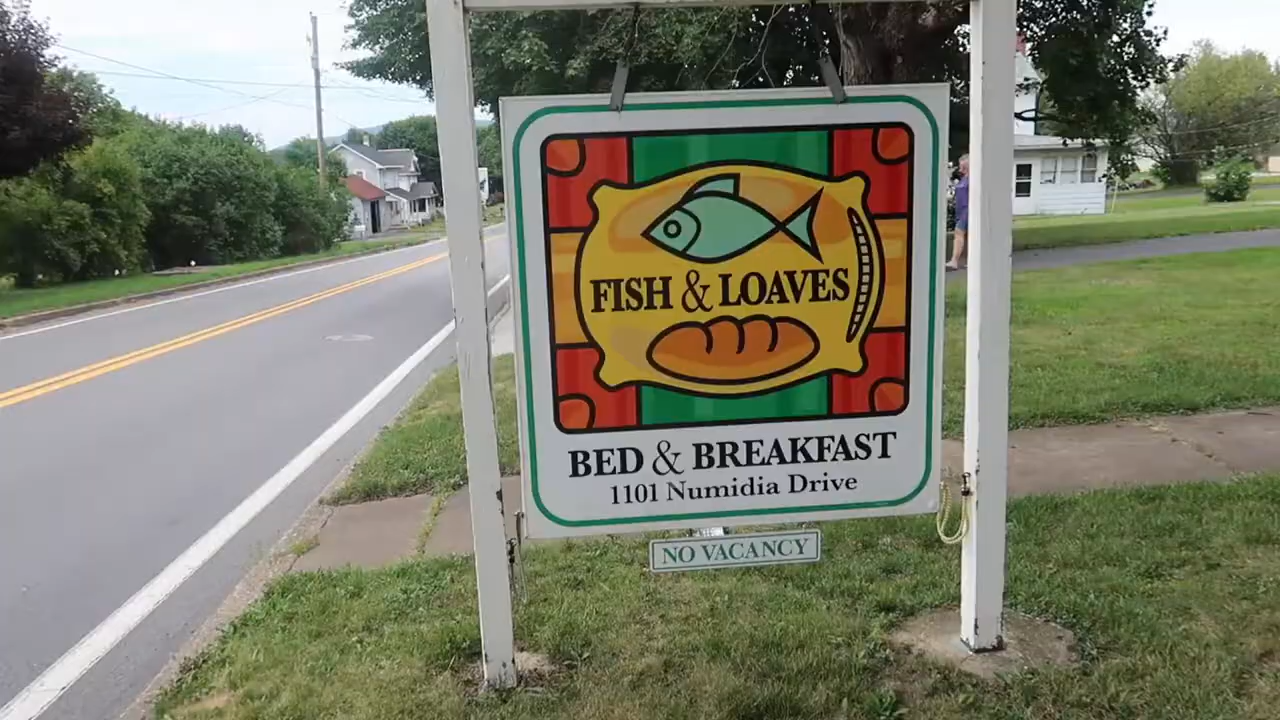 FISH & LOAVES
BED & BREAKFAST
1101 Numidia Drive
NO VACANCY